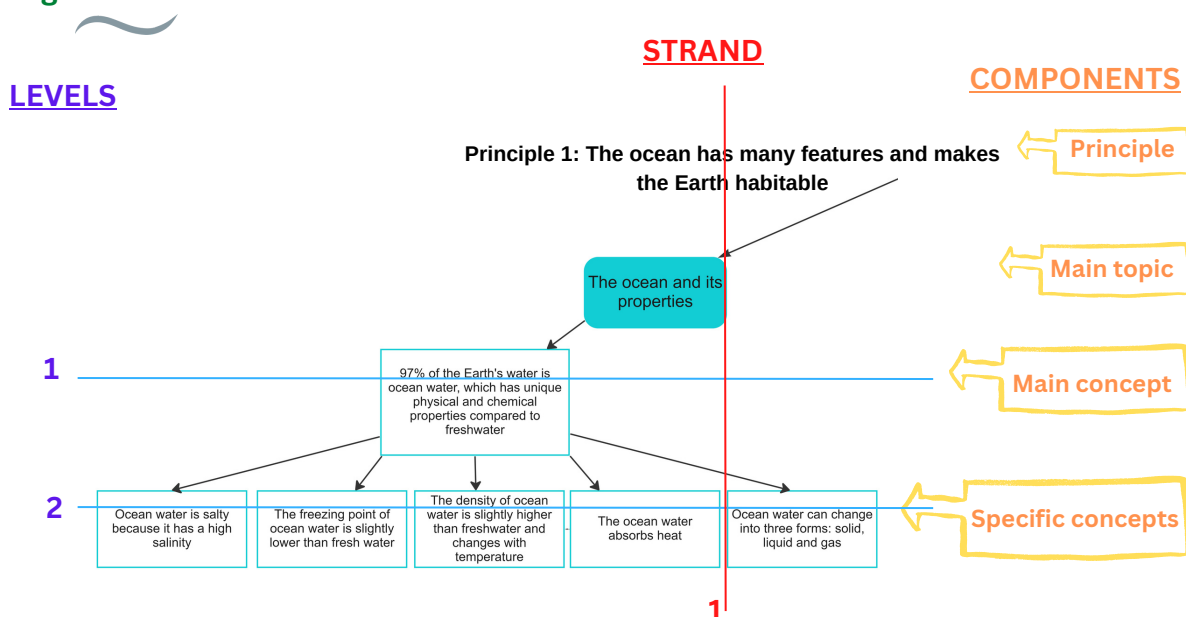 STRAND
COMPONENTS
LEVELS
Principle 1: The ocean has many features and makes
the Earth habitable
Principle
The ocean and its
properties
Main topic
1
97% of the Earth's water is
ocean water, which has unique
physical and chemical
properties compared to
freshwater
Main concept
2
Ocean water is salty
because it has a high
salinity
The freezing point of
ocean water is slightly
lower than fresh water
The density of ocean
water is slightly higher
than freshwater and
changes with
temperature
The ocean water
absorbs heat
Ocean water can change
into three forms: solid,
liquid and gas
Specific concepts
1